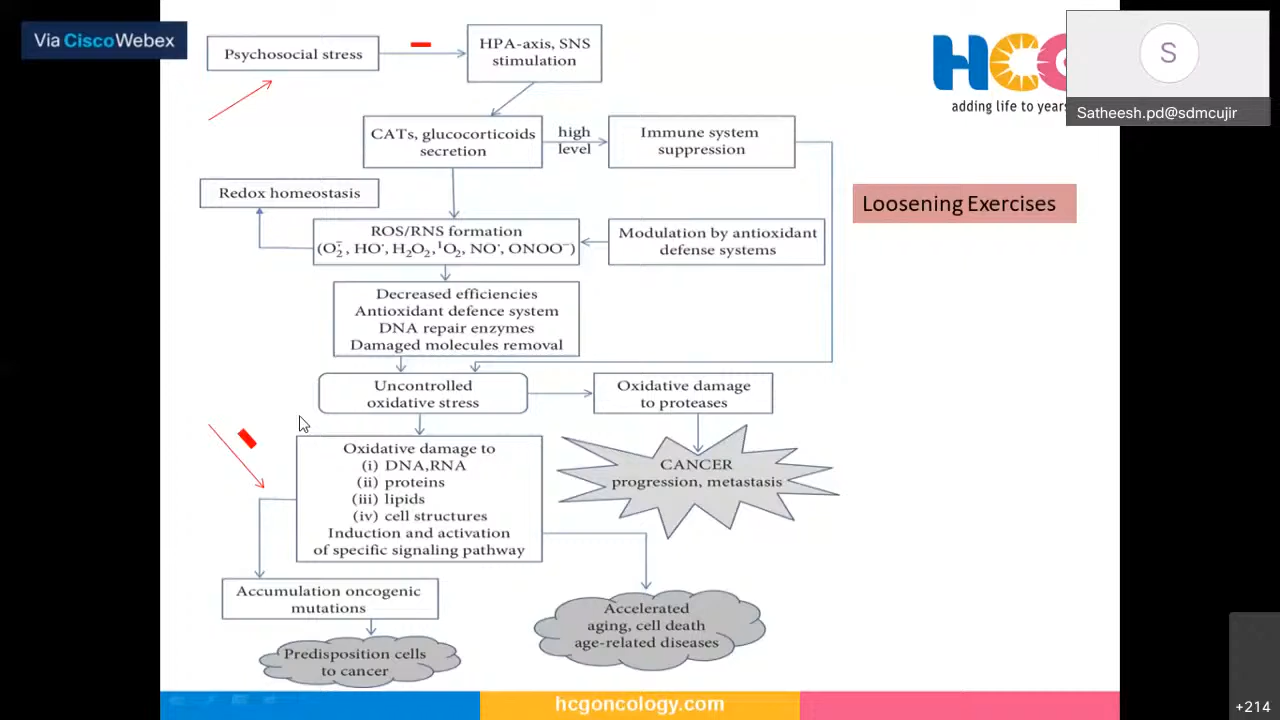 Via Cisco Webex
Psychosocial stress
HPA-axis, SNS
stimulation
S
adding life to years
Satheesh.pd@sdmcujir
CATs, glucocorticoids
secretion
high
level
Immune system
suppression
Redox homeostasis
Loosening Exercises
ROS/RNS formation
(O₂⁻, HO˙, H₂O₂, ¹O₂, NO˙, ONOO⁻)
Modulation by antioxidant
defense systems
Decreased efficiencies
Antioxidant defence system
DNA repair enzymes
Damaged molecules removal
Uncontrolled
oxidative stress
Oxidative damage
to proteases
Oxidative damage to
(i) DNA,RNA
(ii) proteins
(iii) lipids
(iv) cell structures
Induction and activation
of specific signaling pathway
CANCER
progression, metastasis
Accumulation oncogenic
mutations
Accelerated
aging, cell death
age-related diseases
Predisposition cells
to cancer
hcgoncology.com
+214